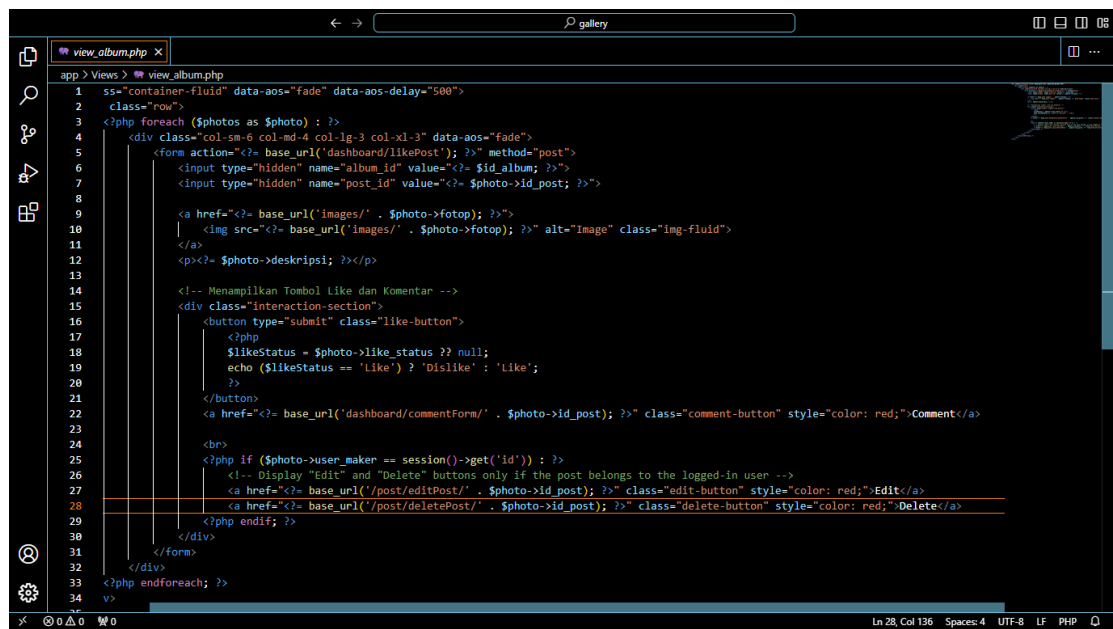 gallery
view_album.php
app > Views > view_album.php
1 ss="container-fluid" data-aos="fade" data-aos-delay="500">
2 class="row">
3 <?php foreach ($photos as $photo) : ?>
4 <div class="col-sm-6 col-md-4 col-lg-3 col-xl-3" data-aos="fade">
5 <form action="<?= base_url('dashboard/likePost'); ?>" method="post">
6 <input type="hidden" name="album_id" value="<?= $id_album; ?>">
7 <input type="hidden" name="post_id" value="<?= $photo->id_post; ?>">
8
9 <a href="<?= base_url('images/' . $photo->fotop); ?>">
10 <img src="<?= base_url('images/' . $photo->fotop); ?>" alt="Image" class="img-fluid">
11 </a>
12 <p><?= $photo->deskripsi; ?></p>
13
14 <!-- Menampilkan Tombol Like dan Komentar -->
15 <div class="interaction-section">
16 <button type="submit" class="like-button">
17 <?php
18 $likeStatus = $photo->like_status ?? null;
19 echo ($likeStatus == 'Like') ? 'Dislike' : 'Like';
20 ?>
21 </button>
22 <a href="<?= base_url('dashboard/commentForm/' . $photo->id_post); ?>" class="comment-button" style="color: red;">Comment</a>
23
24 <br>
25 <?php if ($photo->user_maker == session()->get('id')) : ?>
26 <!-- Display "Edit" and "Delete" buttons only if the post belongs to the logged-in user -->
27 <a href="<?= base_url('/post/editPost/' . $photo->id_post); ?>" class="edit-button" style="color: red;">Edit</a>
28 <a href="<?= base_url('/post/deletePost/' . $photo->id_post); ?>" class="delete-button" style="color: red;">Delete</a>
29 <?php endif; ?>
30 </div>
31 </form>
32 </div>
33 <?php endforeach; ?>
34 v>
0 0 0 Ln 28, Col 136 Spaces: 4 UTF-8 LF PHP